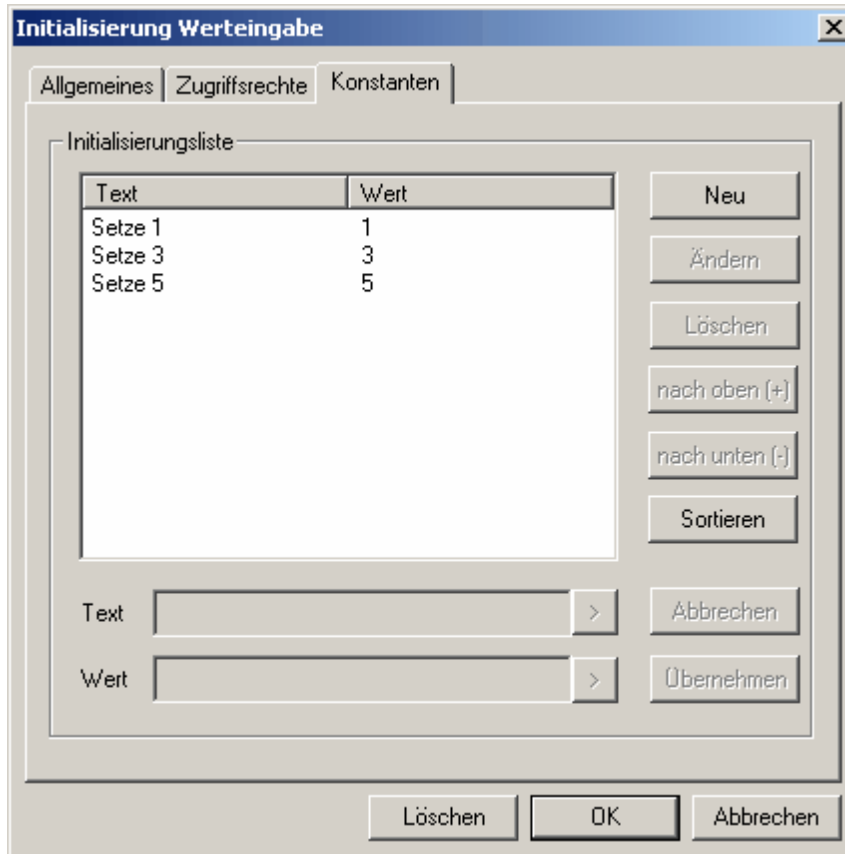 Initialisierung Werteingabe
Allgemeines Zugriffsrechte Konstanten
Initialisierungsliste
Text Wert Neu
Setze 1 1
Setze 3 3
Setze 5 5
Ändern
Löschen
nach oben (+)
nach unten (-)
Sortieren
Text > Abbrechen
Wert > Übernehmen
Löschen OK Abbrechen